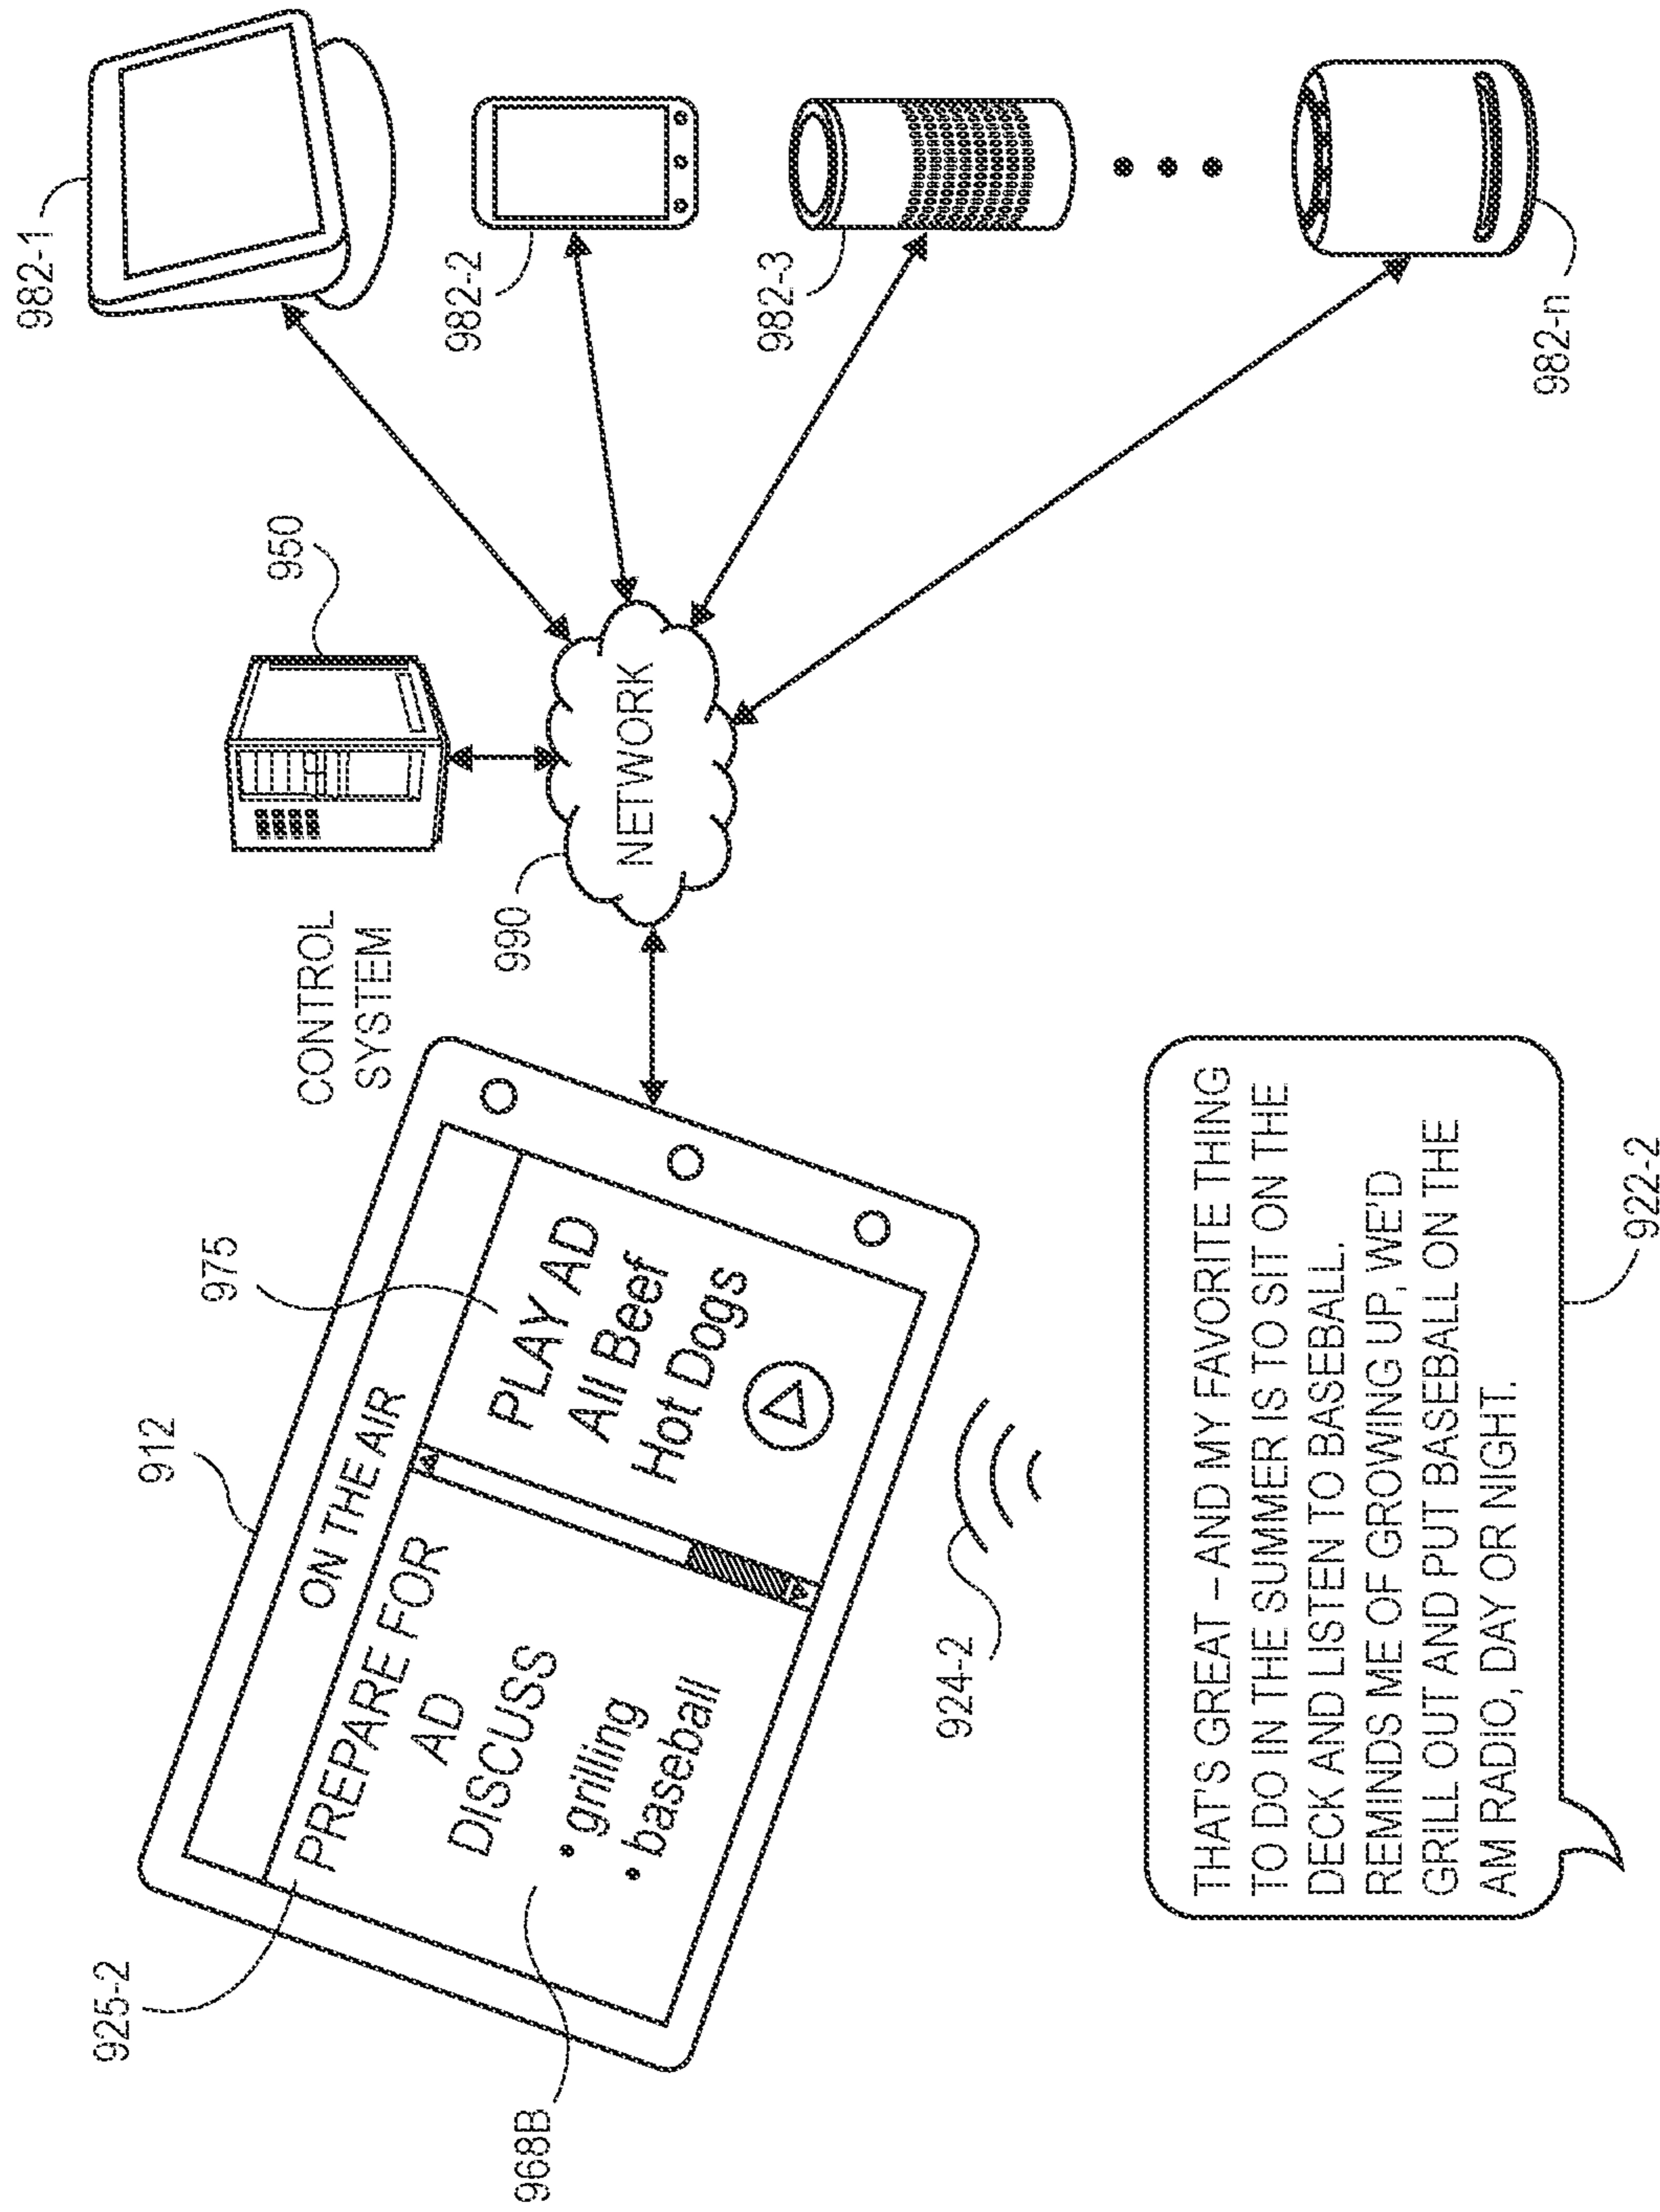 925-2
912
975
968B
ON THE AIR
PREPARE FOR
AD
DISCUSS
• grilling
• baseball
PLAY AD
All Beef
Hot Dogs
924-2
CONTROL
SYSTEM
950
990
NETWORK
982-1
982-2
982-3
982-n
THAT'S GREAT – AND MY FAVORITE THING
TO DO IN THE SUMMER IS TO SIT ON THE
DECK AND LISTEN TO BASEBALL.
REMINDS ME OF GROWING UP, WE'D
GRILL OUT AND PUT BASEBALL ON THE
AM RADIO, DAY OR NIGHT.
922-2